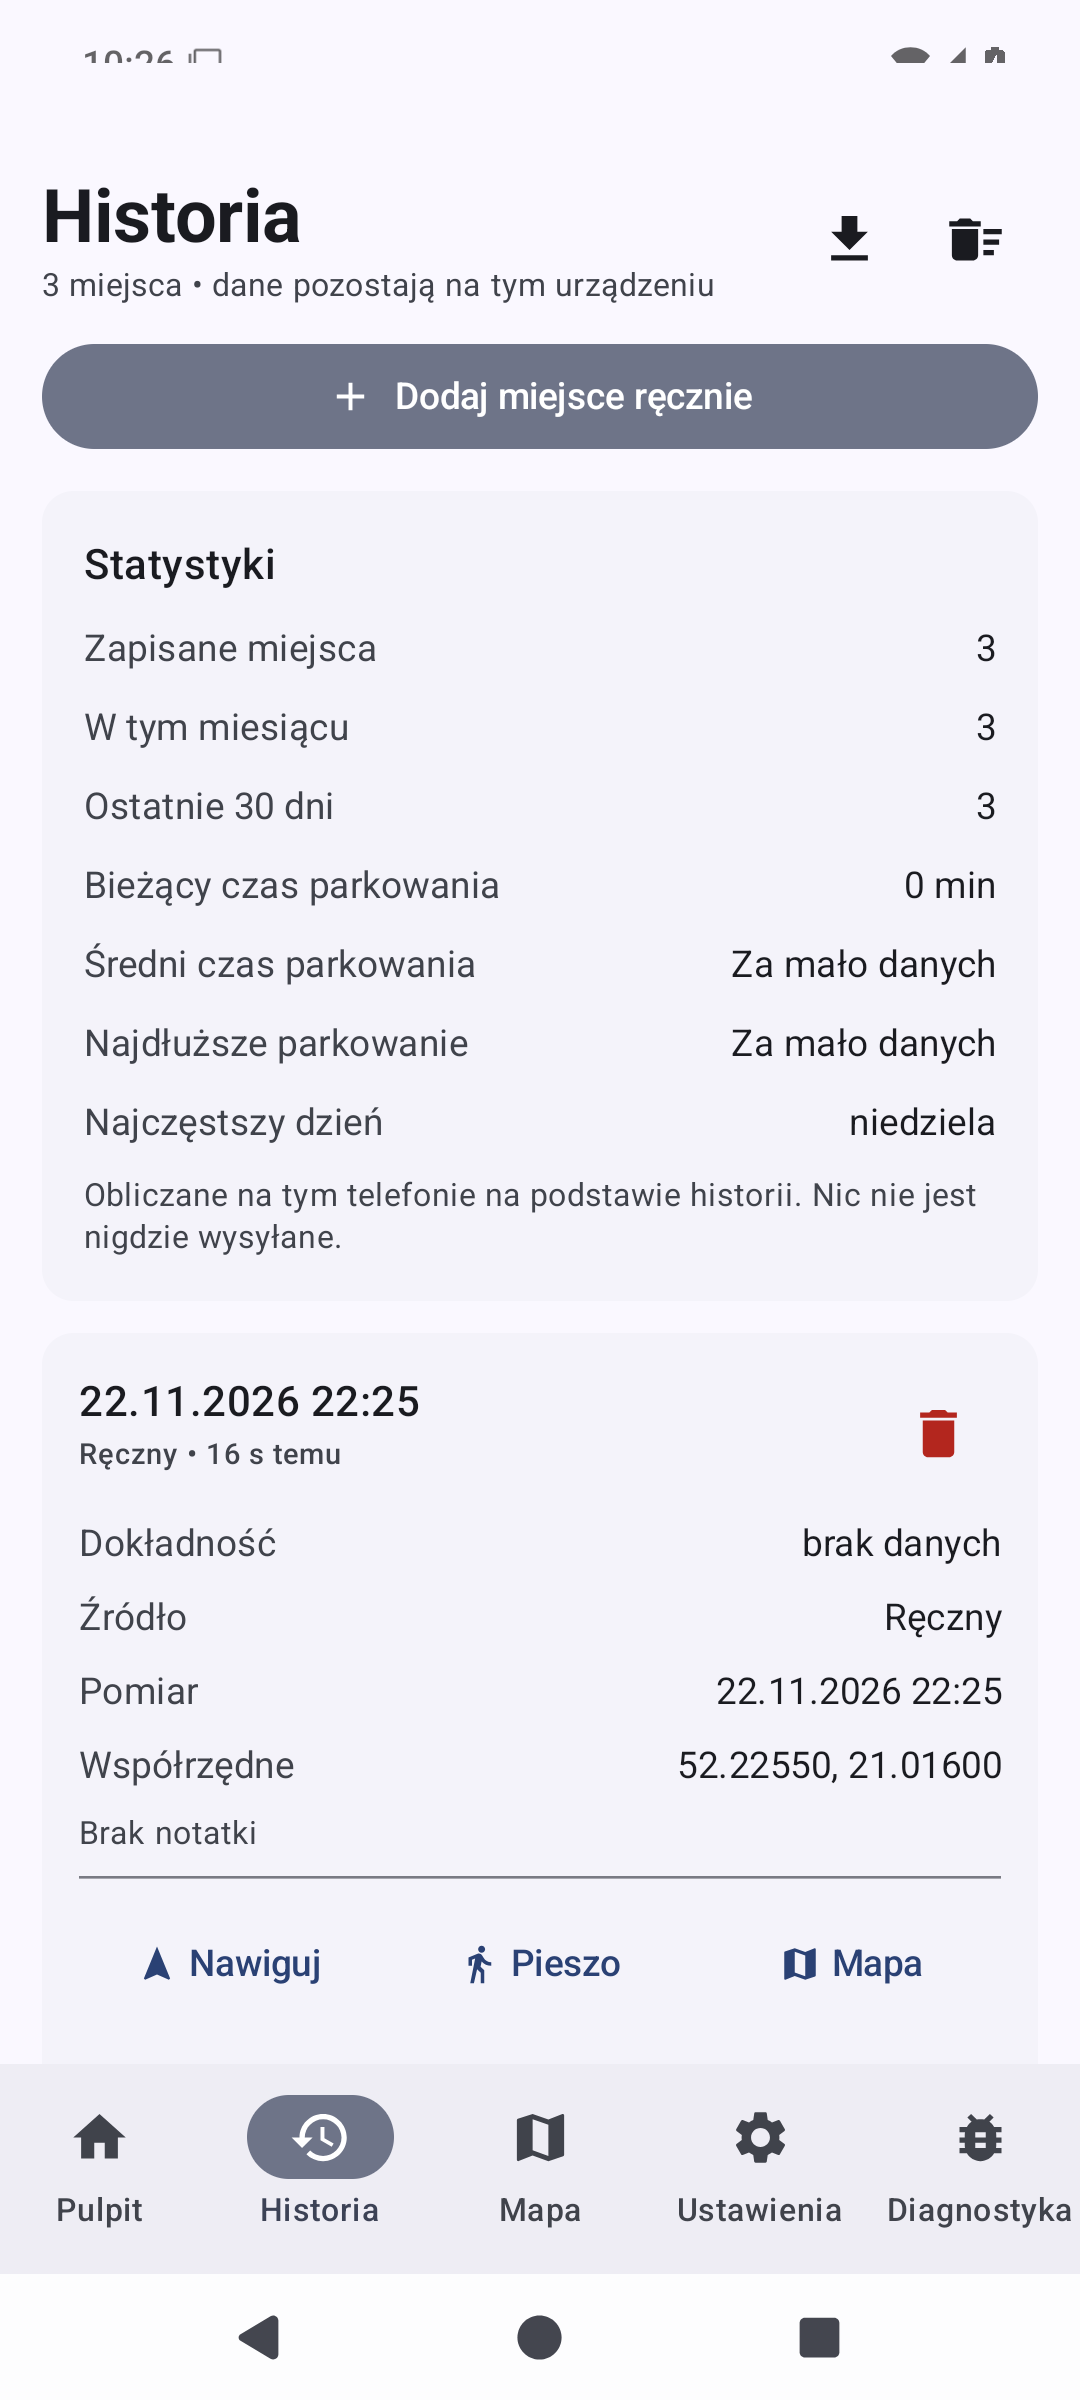 Historia
3 miejsca • dane pozostają na tym urządzeniu
+ Dodaj miejsce ręcznie
Statystyki
Zapisane miejsca 3
W tym miesiącu 3
Ostatnie 30 dni 3
Bieżący czas parkowania 0 min
Średni czas parkowania Za mało danych
Najdłuższe parkowanie Za mało danych
Najczęstszy dzień niedziela
Obliczane na tym telefonie na podstawie historii. Nic nie jest
nigdzie wysyłane.
22.11.2026 22:25
Ręczny • 16 s temu
Dokładność brak danych
Źródło Ręczny
Pomiar 22.11.2026 22:25
Współrzędne 52.22550, 21.01600
Brak notatki
Nawiguj Pieszo Mapa
Pulpit Historia Mapa Ustawienia Diagnostyka